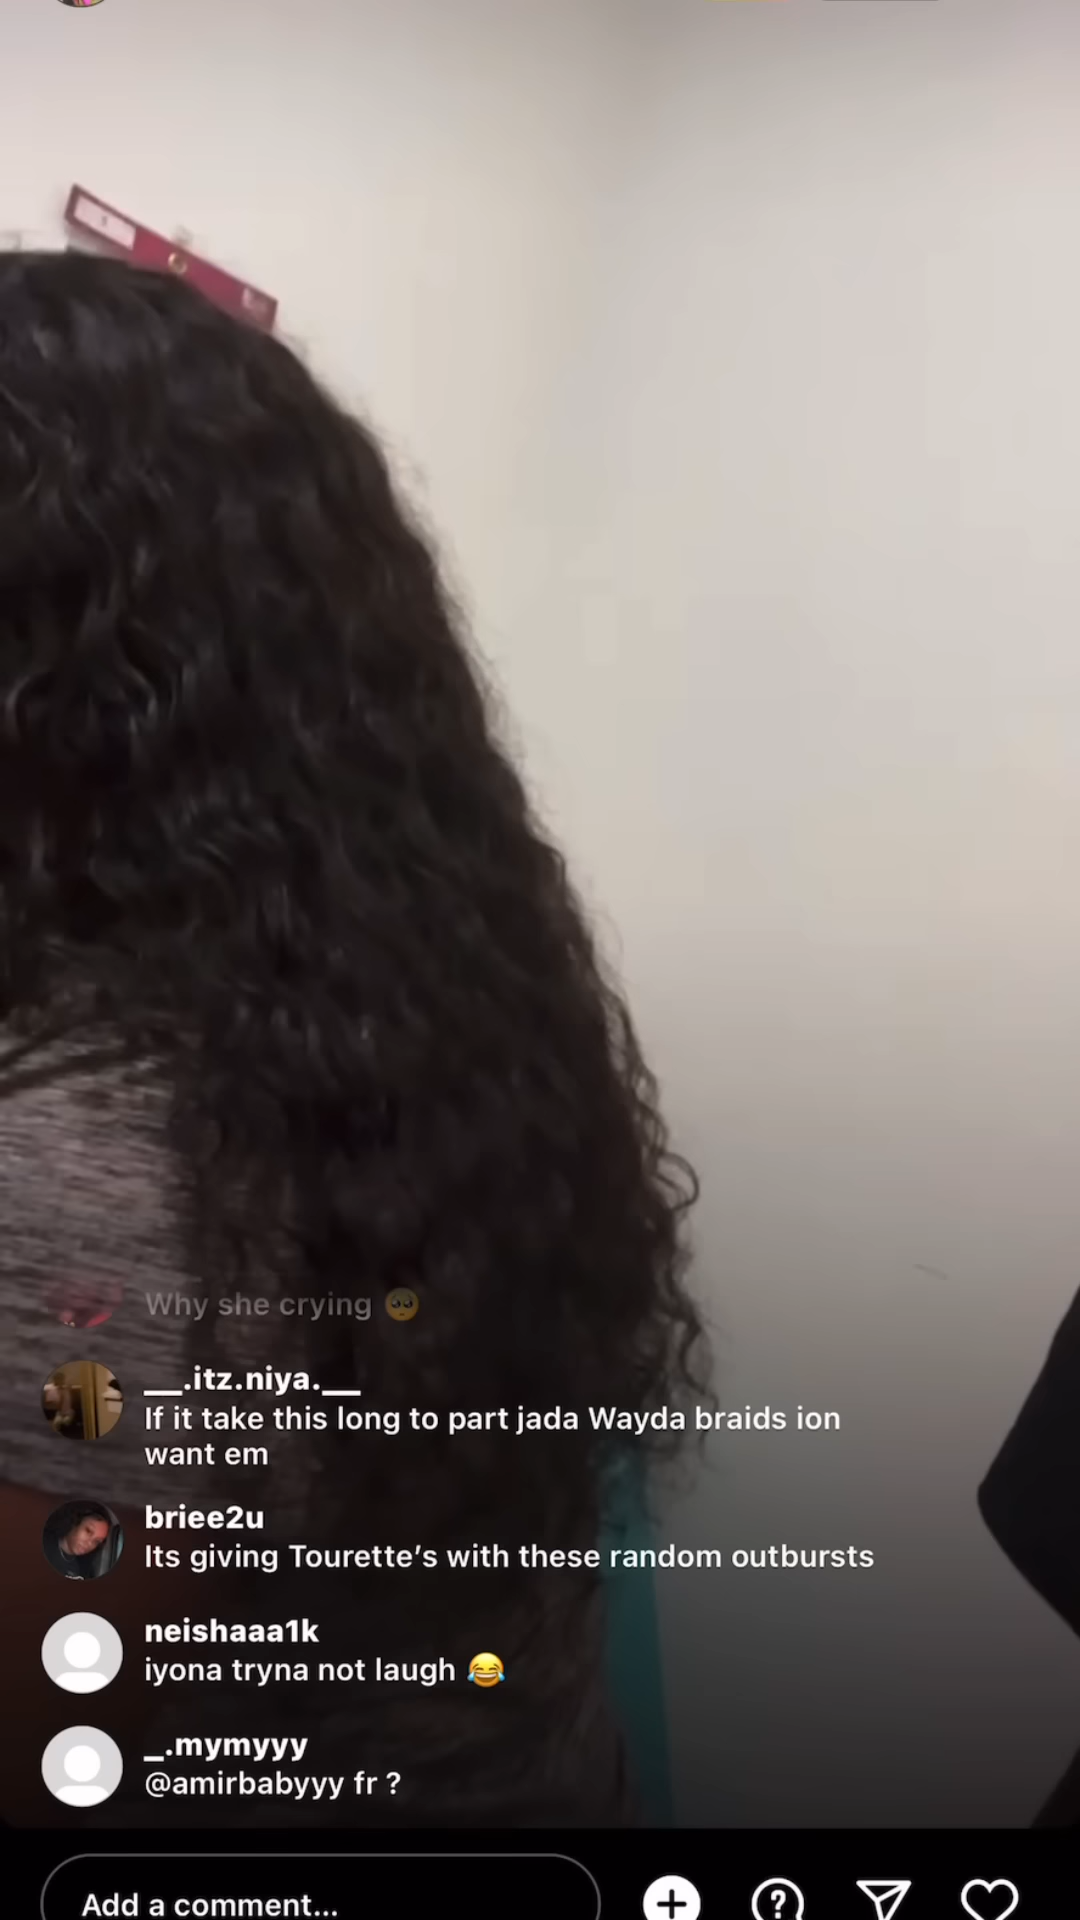 Why she crying 🥺
__.itz.niya.__
If it take this long to part jada Wayda braids ion
want em
briee2u
Its giving Tourette’s with these random outbursts
neishaaa1k
iyona tryna not laugh 😂
_.mymyyy
@amirbabyyy fr ?
Add a comment...